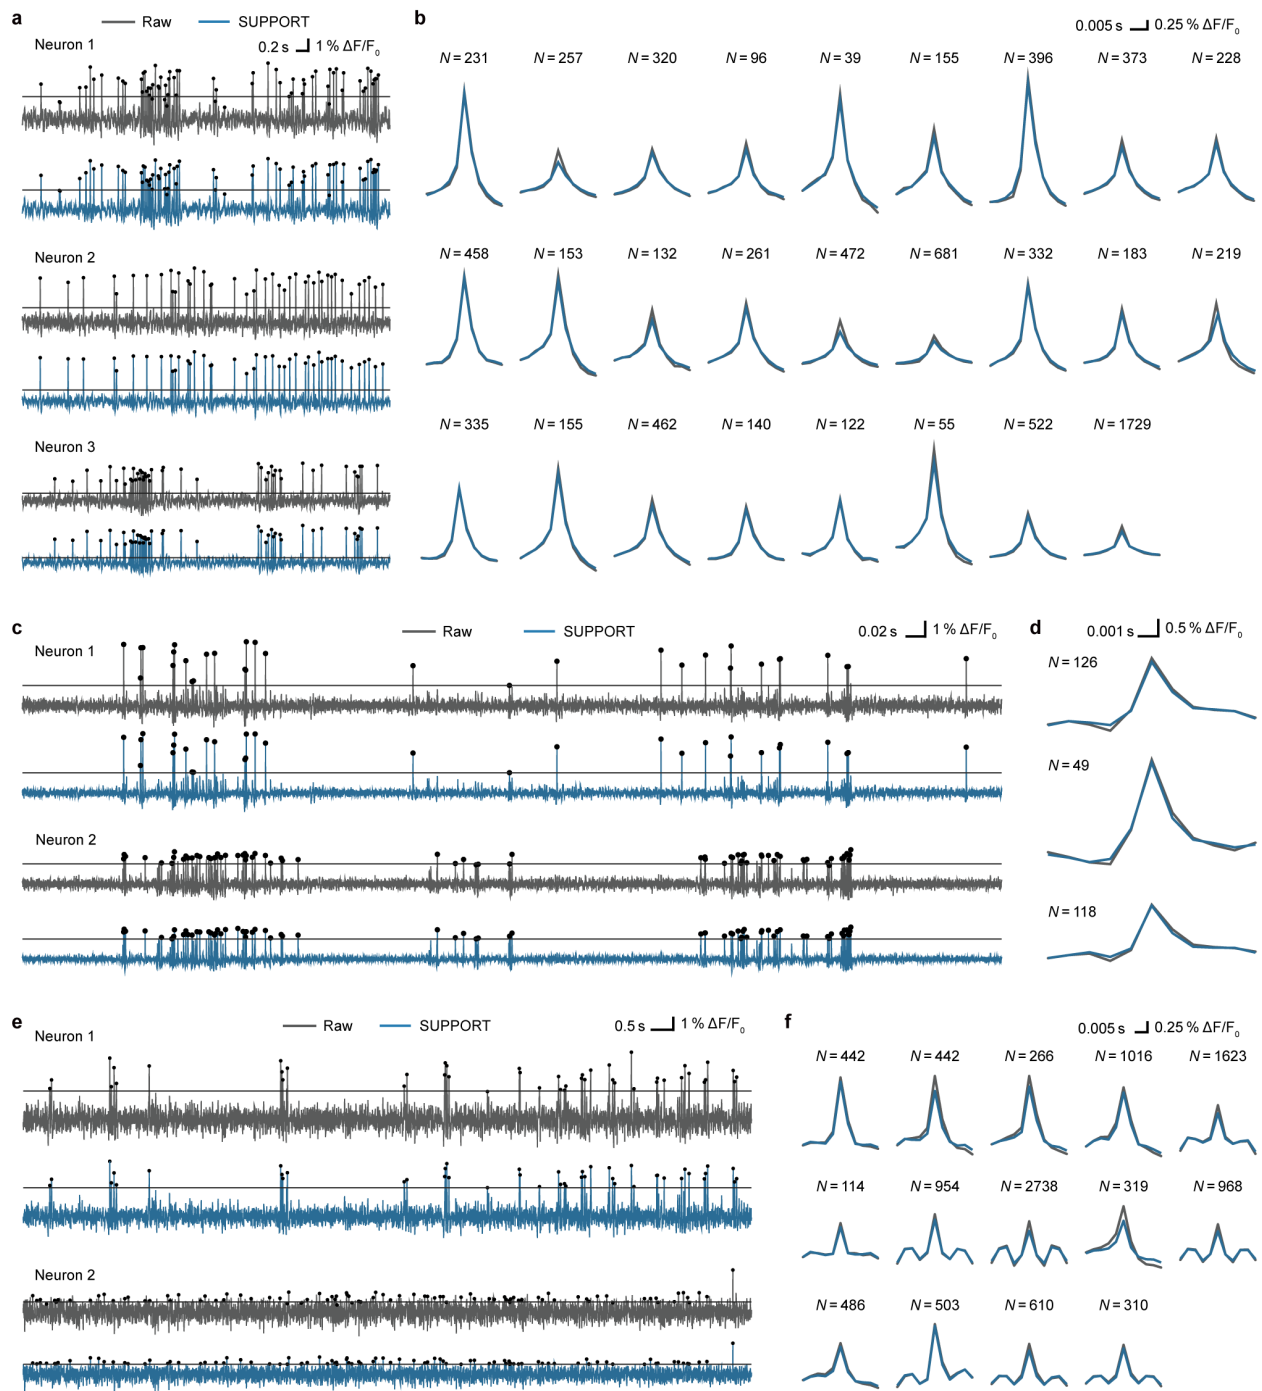 a
Raw
SUPPORT
Neuron 1
0.2 s
1 % ΔF/F0
Neuron 2
Neuron 3
b
0.005 s
0.25 % ΔF/F0
N = 231
N = 257
N = 320
N = 96
N = 39
N = 155
N = 396
N = 373
N = 228
N = 458
N = 153
N = 132
N = 261
N = 472
N = 681
N = 332
N = 183
N = 219
N = 335
N = 155
N = 462
N = 140
N = 122
N = 55
N = 522
N = 1729
c
Raw
SUPPORT
0.02 s
1 % ΔF/F0
Neuron 1
Neuron 2
d
0.001 s
0.5 % ΔF/F0
N = 126
N = 49
N = 118
e
Raw
SUPPORT
0.5 s
1 % ΔF/F0
Neuron 1
Neuron 2
f
0.005 s
0.25 % ΔF/F0
N = 442
N = 442
N = 266
N = 1016
N = 1623
N = 114
N = 954
N = 2738
N = 319
N = 968
N = 486
N = 503
N = 610
N = 310